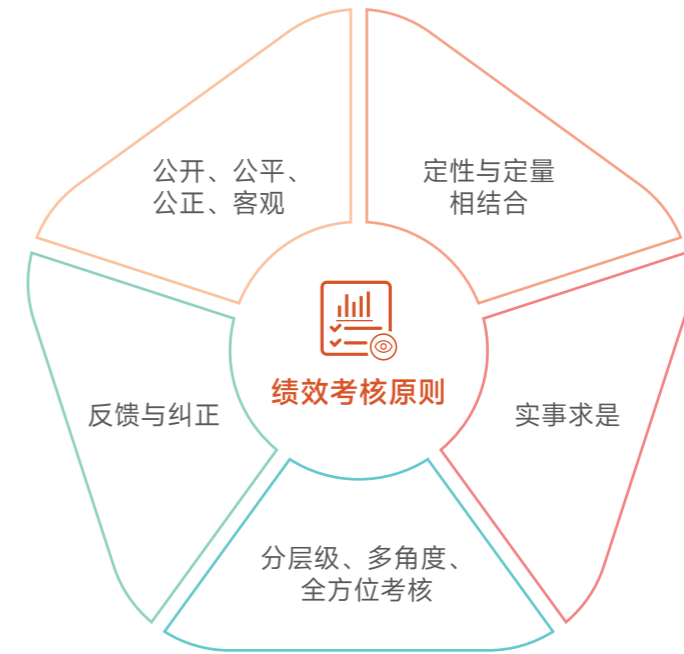 公开、公平、
公正、客观
定性与定量
相结合
绩效考核原则
反馈与纠正
实事求是
分层级、多角度、
全方位考核